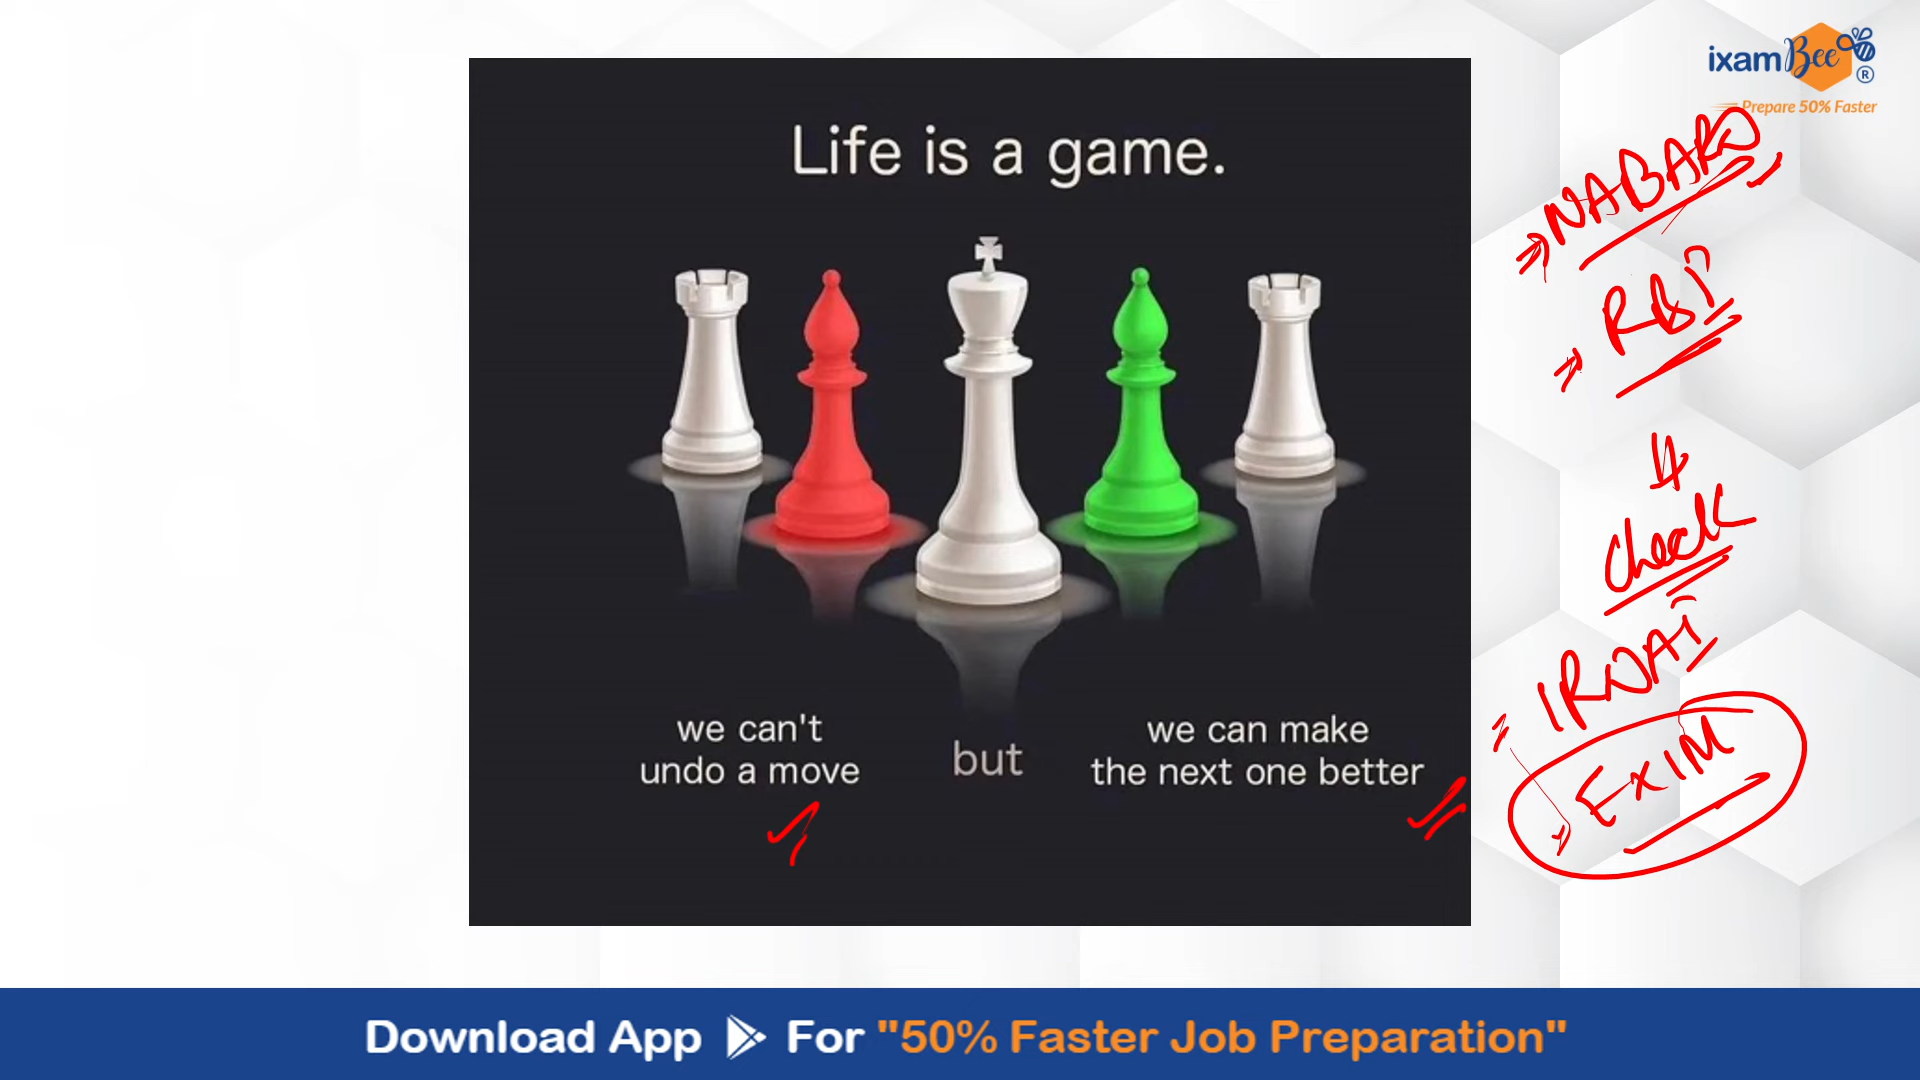 ixamBee
®
Prepare 50% Faster
Life is a game.
we can't
undo a move
but
we can make
the next one better
NABARD
RBI
Check
IRDAI
EXIM
Download App For "50% Faster Job Preparation"